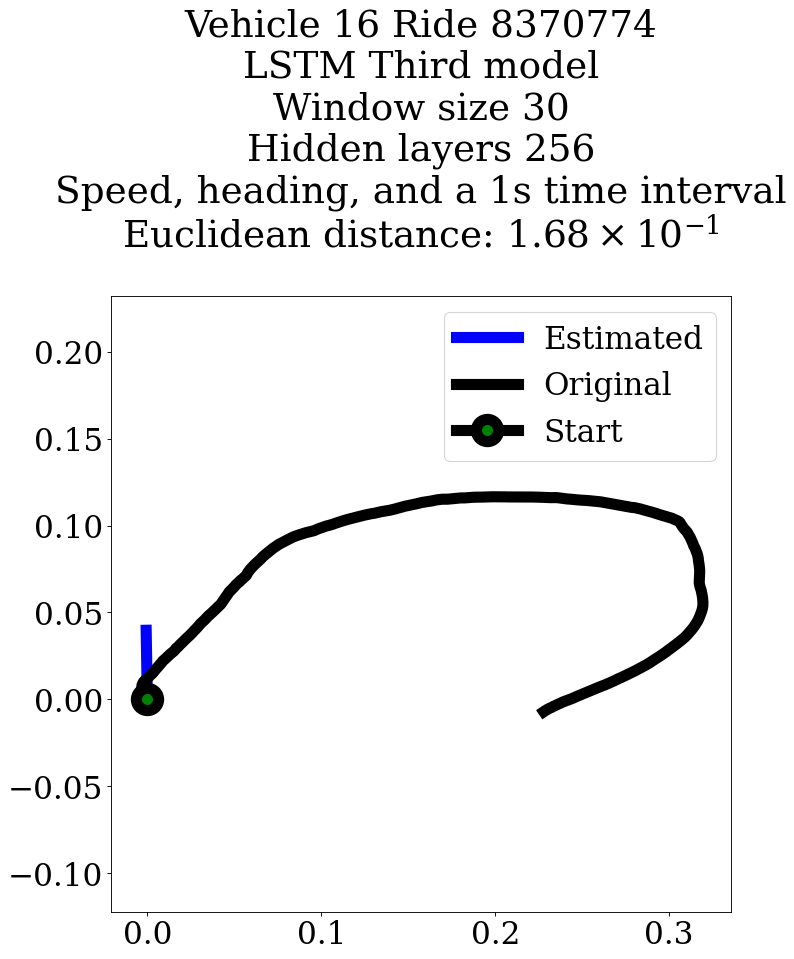 Vehicle 16 Ride 8370774
LSTM Third model
Window size 30
Hidden layers 256
Speed, heading, and a 1s time interval
Euclidean distance: 1.68 × 10⁻¹
Estimated
Original
Start
0.20
0.15
0.10
0.05
0.00
−0.05
−0.10
0.0 0.1 0.2 0.3